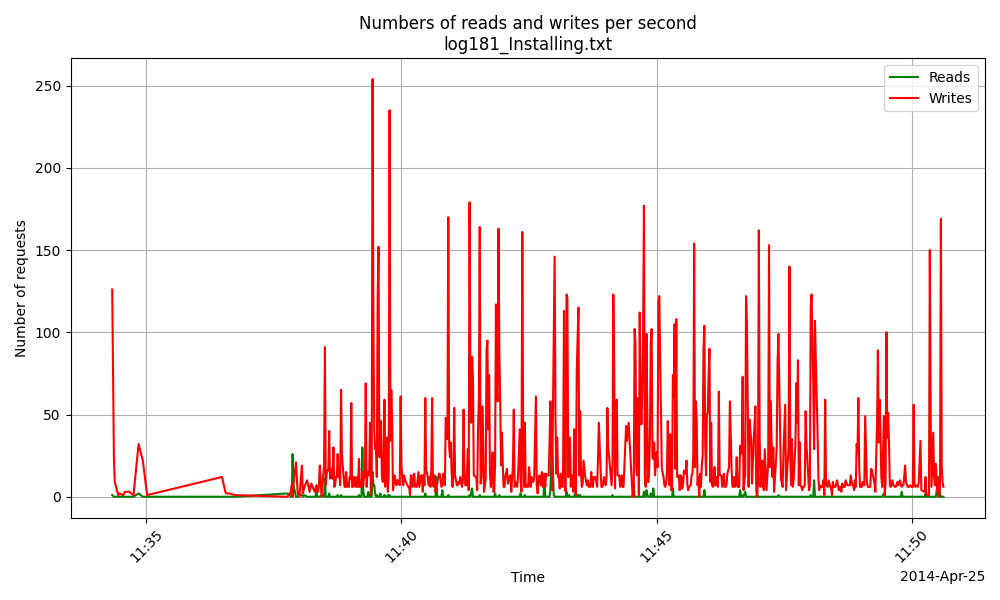 Numbers of reads and writes per second
log181_Installing.txt
Reads
Writes
Number of requests
250
200
150
100
50
0
11:35
11:40
11:45
11:50
Time
2014-Apr-25